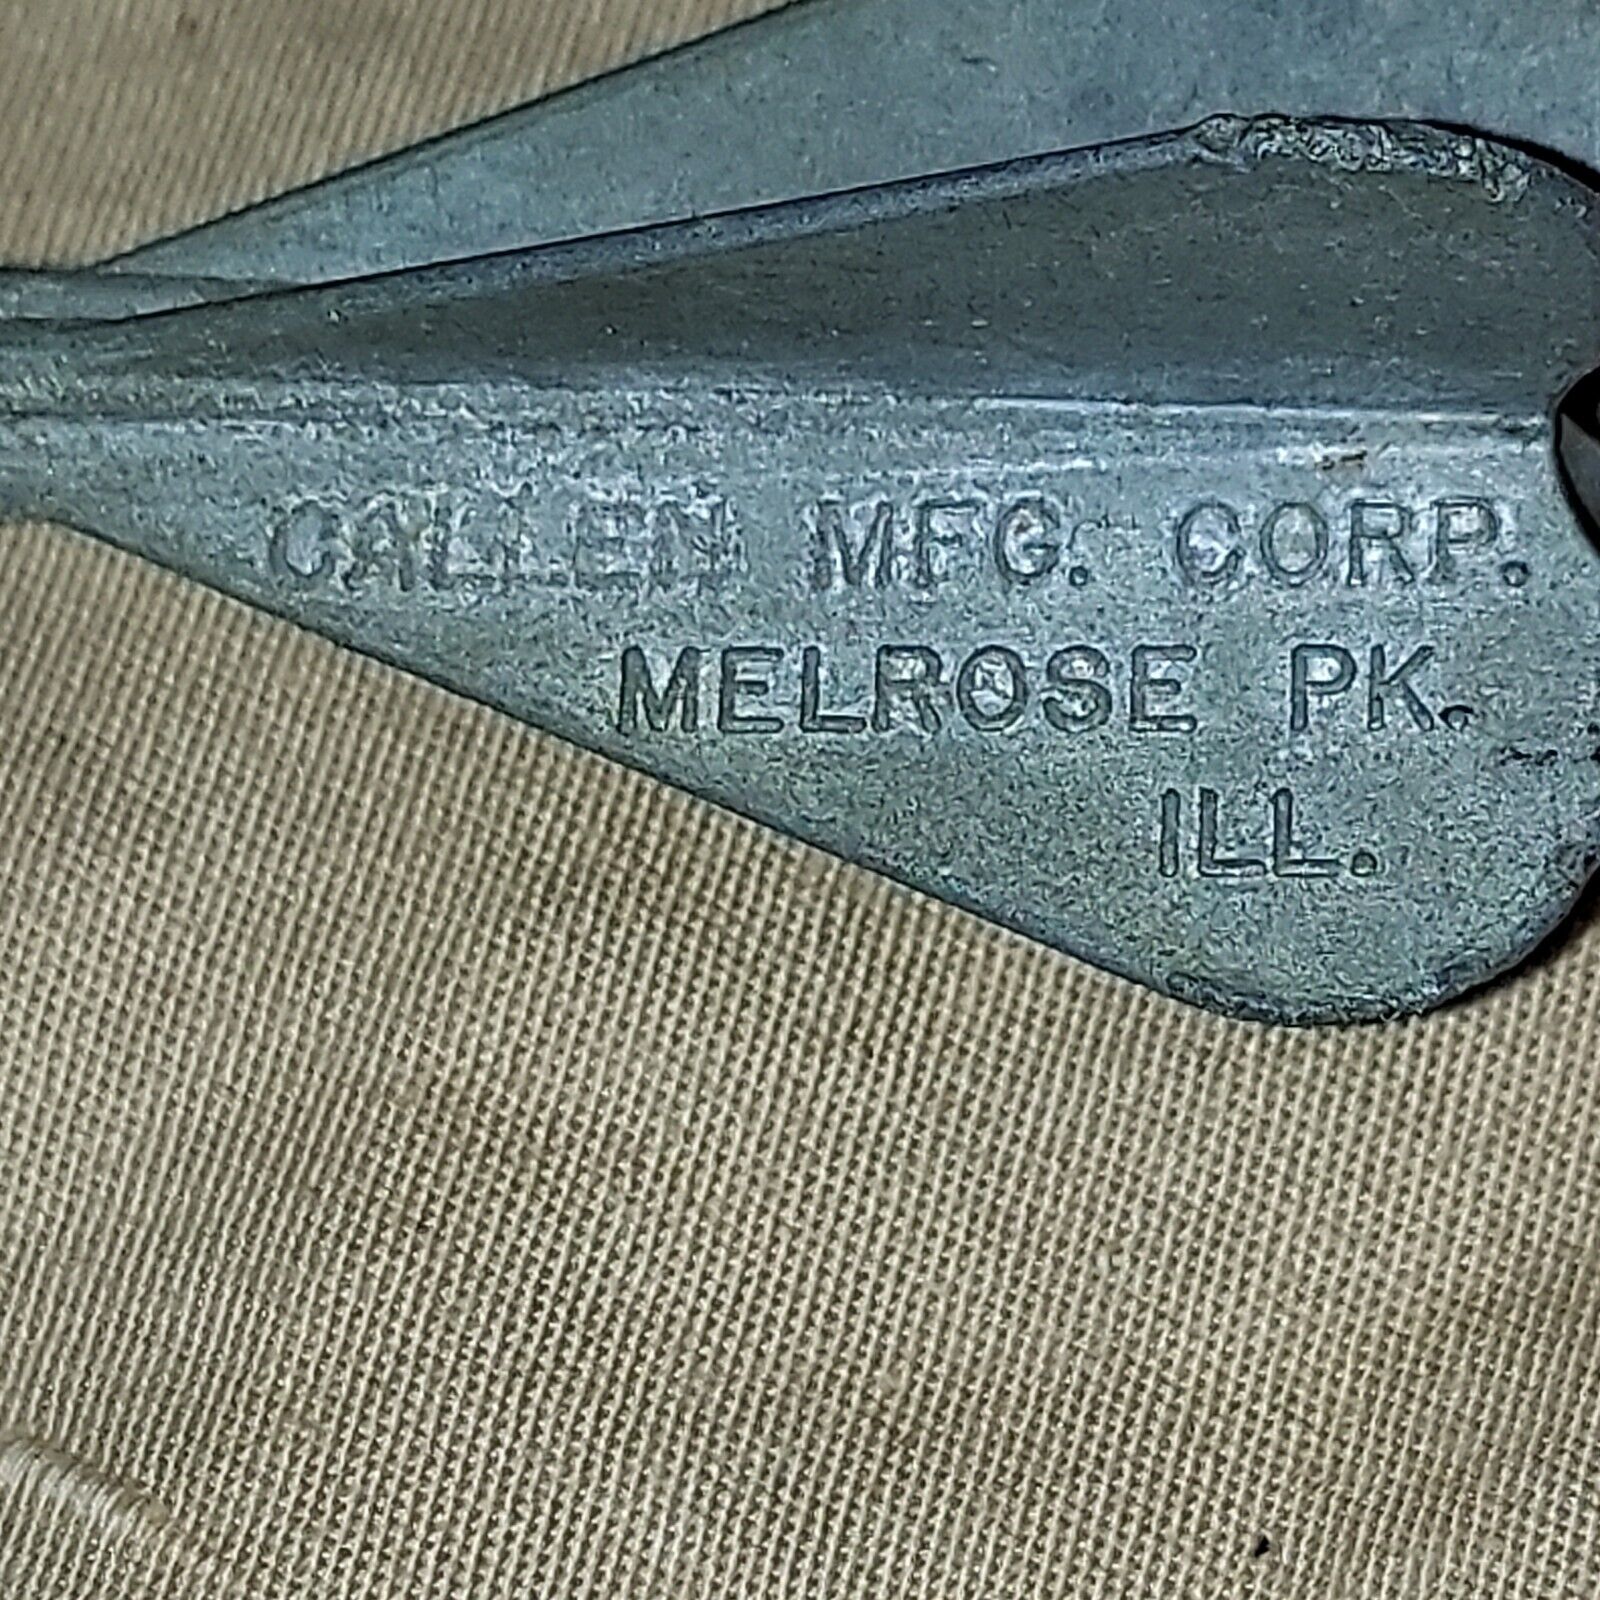 CALLEN MFG. CORP.
MELROSE PK.
ILL.